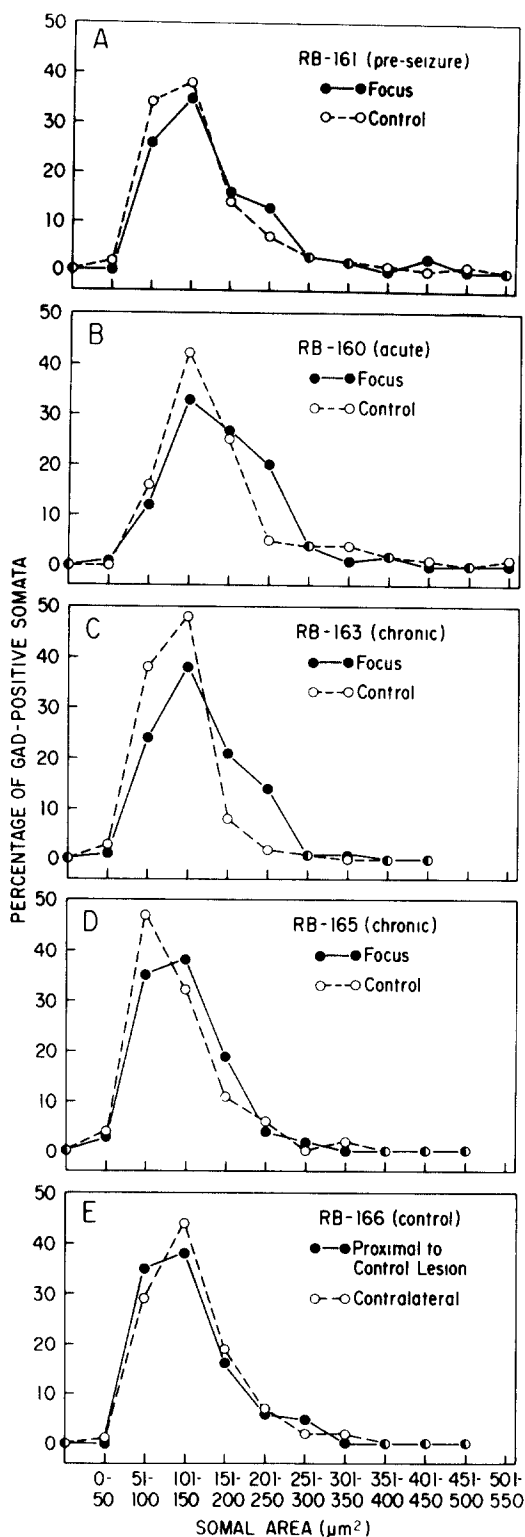 A
RB-161 (pre-seizure)
Focus
Control
50
40
30
20
10
0
B
RB-160 (acute)
Focus
Control
50
40
30
20
10
0
PERCENTAGE OF GAD-POSITIVE SOMATA
C
RB-163 (chronic)
Focus
Control
50
40
30
20
10
0
D
RB-165 (chronic)
Focus
Control
50
40
30
20
10
0
E
RB-166 (control)
Proximal to
Control Lesion
Contralateral
50
40
30
20
10
0
0- 51- 101- 151- 201- 251- 301- 351- 401- 451- 501-
50 100 150 200 250 300 350 400 450 500 550
SOMAL AREA (µm²)